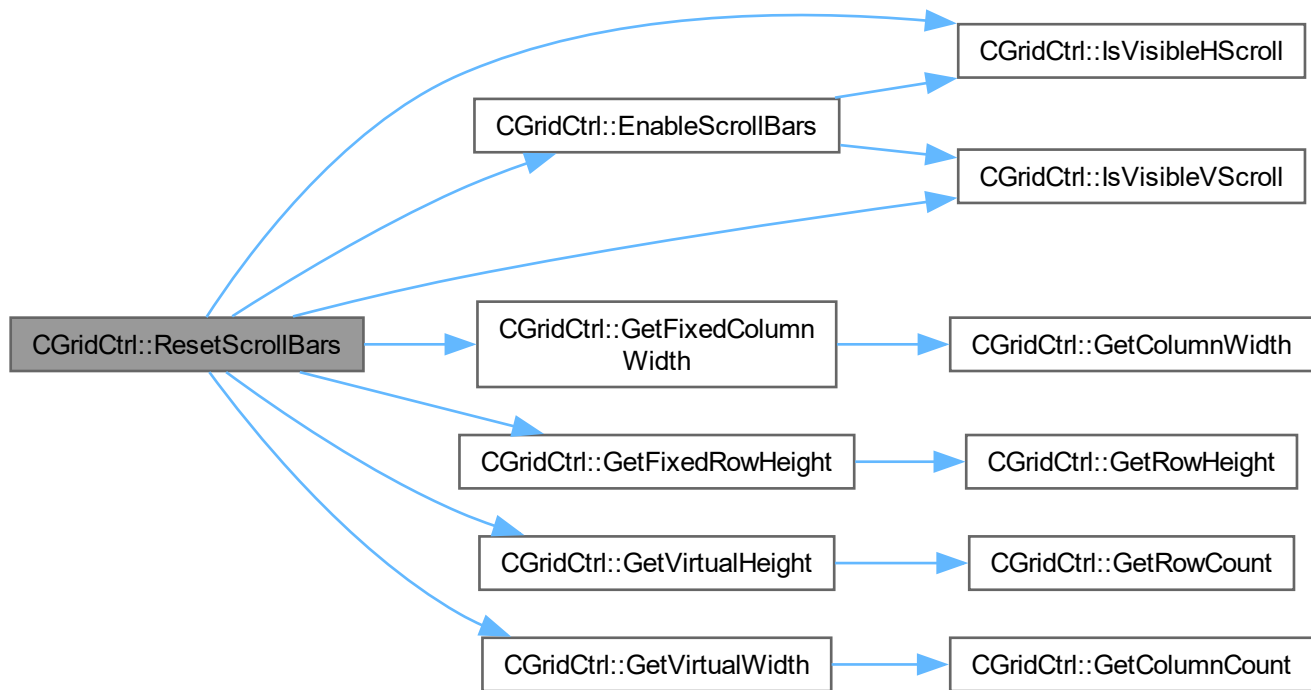 CGridCtrl::IsVisibleHScroll
CGridCtrl::EnableScrollBars
CGridCtrl::IsVisibleVScroll
CGridCtrl::ResetScrollBars
CGridCtrl::GetFixedColumn
Width
CGridCtrl::GetColumnWidth
CGridCtrl::GetFixedRowHeight
CGridCtrl::GetRowHeight
CGridCtrl::GetVirtualHeight
CGridCtrl::GetRowCount
CGridCtrl::GetVirtualWidth
CGridCtrl::GetColumnCount